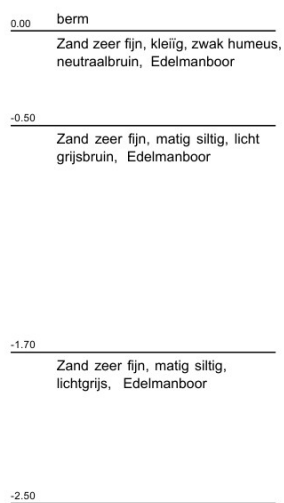 0.00 berm
Zand zeer fijn, kleiïg, zwak humeus,
neutraalbruin, Edelmanboor
-0.50
Zand zeer fijn, matig siltig, licht
grijsbruin, Edelmanboor
-1.70
Zand zeer fijn, matig siltig,
lichtgrijs, Edelmanboor
-2.50